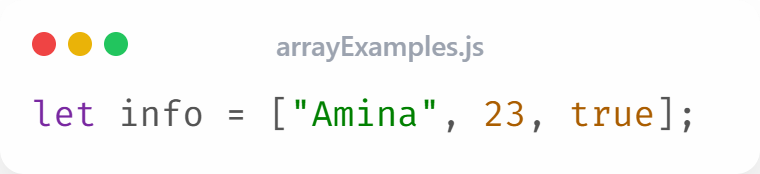 arrayExamples.js
let info = ["Amina", 23, true];